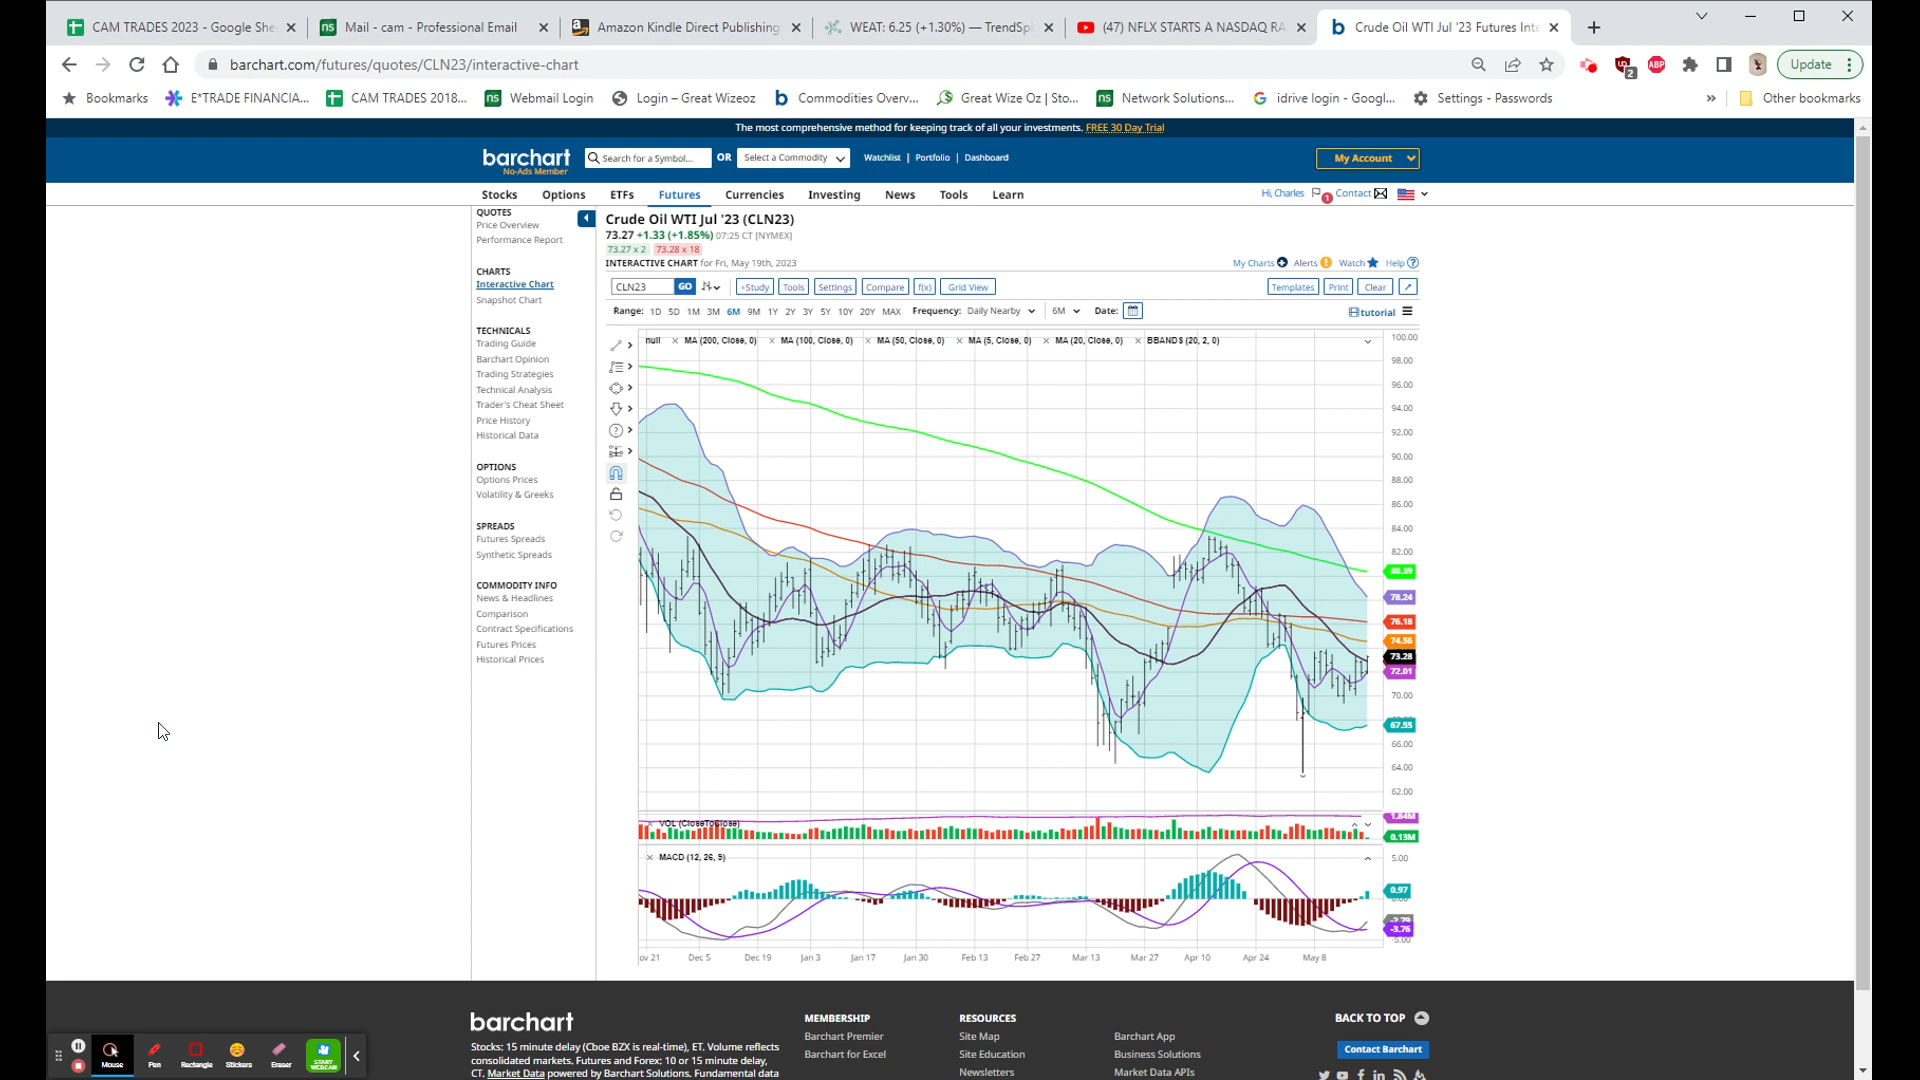 CAM TRADES 2023 - Google She
Mail - cam - Professional Email
Amazon Kindle Direct Publishing:
WEAT: 6.25 (+1.30%) — TrendSpi
(47) NFLX STARTS A NASDAQ RA
Crude Oil WTI Jul '23 Futures Inte
barchart.com/futures/quotes/CLN23/interactive-chart
2
ABP
Update
Bookmarks
E*TRADE FINANCIA...
CAM TRADES 2018...
Webmail Login
Login – Great Wizeoz
Commodities Overv...
Great Wize Oz | Sto...
Network Solutions...
idrive login - Googl...
Settings - Passwords
»
Other bookmarks
The most comprehensive method for keeping track of all your investments. FREE 30 Day Trial
barchart
No-Ads Member
Search for a Symbol...
OR
Select a Commodity
Watchlist | Portfolio | Dashboard
My Account
Stocks Options ETFs Futures Currencies Investing News Tools Learn
Hi, Charles 1 Contact
QUOTES
Price Overview
Performance Report
CHARTS
Interactive Chart
Snapshot Chart
TECHNICALS
Trading Guide
Barchart Opinion
Trading Strategies
Technical Analysis
Trader's Cheat Sheet
Price History
Historical Data
OPTIONS
Options Prices
Volatility & Greeks
SPREADS
Futures Spreads
Synthetic Spreads
COMMODITY INFO
News & Headlines
Comparison
Contract Specifications
Futures Prices
Historical Prices
Crude Oil WTI Jul '23 (CLN23)
73.27 +1.33 (+1.85%) 07:25 CT [NYMEX]
73.27 x 2 73.28 x 18
INTERACTIVE CHART for Fri, May 19th, 2023
My Charts Alerts Watch Help
CLN23 GO +Study Tools Settings Compare f(x) Grid View
Templates Print Clear
Range: 1D 5D 1M 3M 6M 9M 1Y 2Y 3Y 5Y 10Y 20Y MAX Frequency: Daily Nearby 6M Date:
tutorial
null × MA (200, Close, 0) × MA (100, Close, 0) × MA (50, Close, 0) × MA (5, Close, 0) × MA (20, Close, 0) × BBANDS (20, 2, 0)
100.00
98.00
96.00
94.00
92.00
90.00
88.00
86.00
84.00
82.00
80.39
78.24
76.18
74.56
73.28
72.01
70.00
67.55
66.00
64.00
62.00
VOL (CloseToClose)
1.84M
0.13M
× MACD (12, 26, 9)
5.00
0.97
-2.79
-3.76
-5.00
ov 21 Dec 5 Dec 19 Jan 3 Jan 17 Jan 30 Feb 13 Feb 27 Mar 13 Mar 27 Apr 10 Apr 24 May 8
barchart
Stocks: 15 minute delay (Cboe BZX is real-time), ET. Volume reflects
consolidated markets. Futures and Forex: 10 or 15 minute delay,
CT. Market Data powered by Barchart Solutions. Fundamental data
MEMBERSHIP
Barchart Premier
Barchart for Excel
RESOURCES
Site Map
Site Education
Newsletters
Barchart App
Business Solutions
Market Data APIs
BACK TO TOP
Contact Barchart
Mouse
Pen
Rectangle
Stickers
Eraser
START
WEBCAM